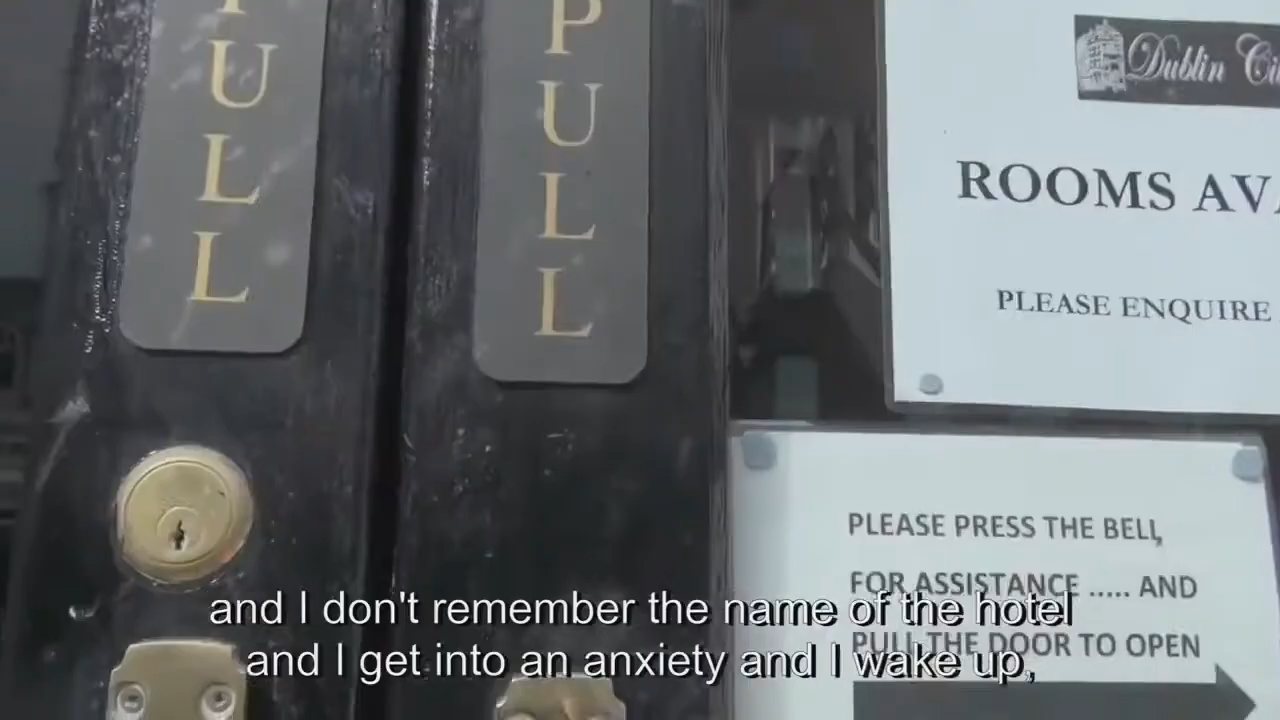 PULL
PULL
Dublin
ROOMS
PLEASE ENQUIRE
PLEASE PRESS THE BELL,
FOR ASSISTANCE ..... AND
PULL THE DOOR TO OPEN
and I don't remember the name of the hotel
and I get into an anxiety and I wake up,